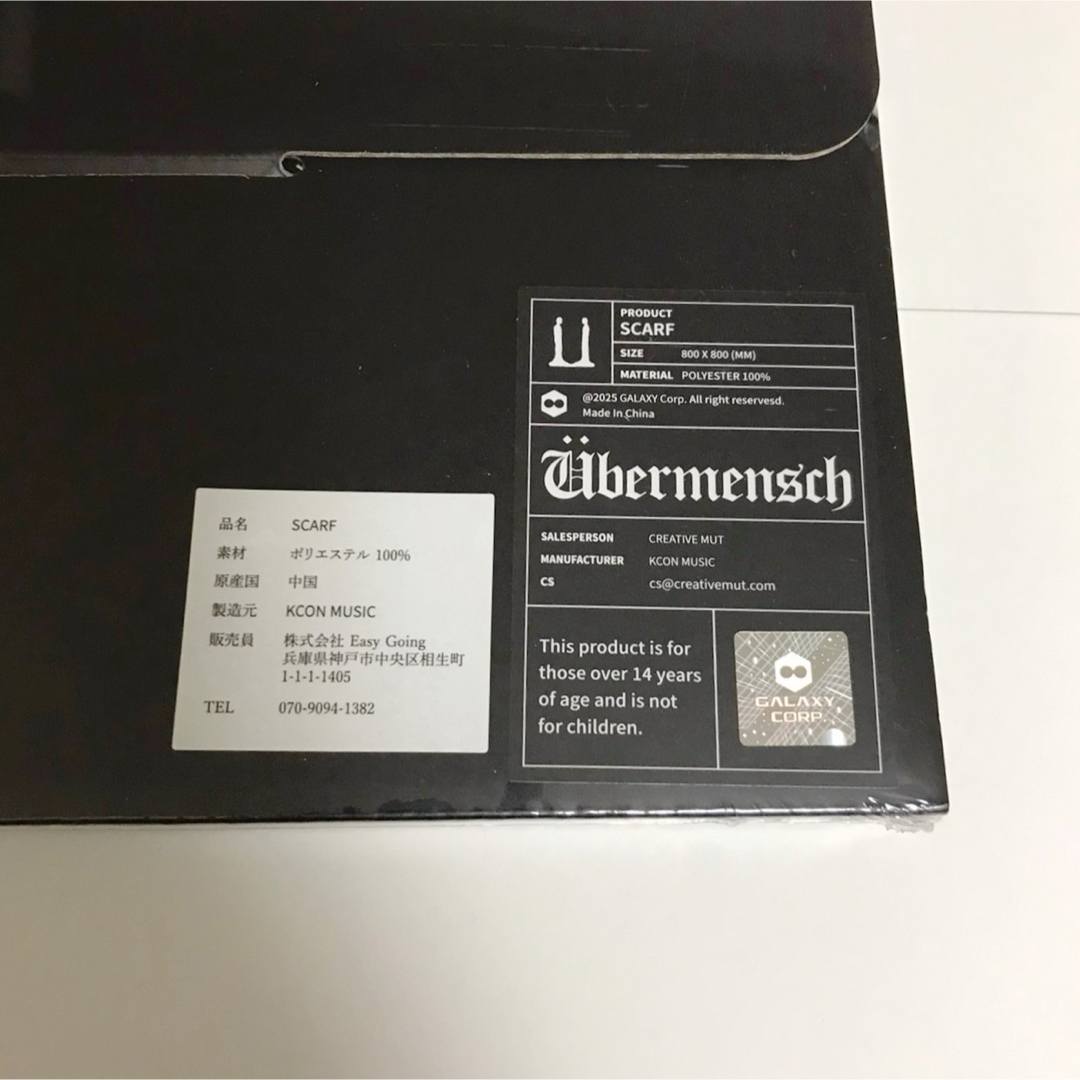 PRODUCT
SCARF
SIZE 800 X 800 (MM)
MATERIAL POLYESTER 100%
@2025 GALAXY Corp. All right reservesd.
Made In China
Übermensch
SALESPERSON CREATIVE MUT
MANUFACTURER KCON MUSIC
CS cs@creativemut.com
This product is for
those over 14 years
of age and is not
for children.
GALAXY
CORP.
品名 SCARF
素材 ポリエステル 100%
原産国 中国
製造元 KCON MUSIC
販売員 株式会社 Easy Going
兵庫県神戸市中央区相生町
1-1-1-1405
TEL 070-9094-1382